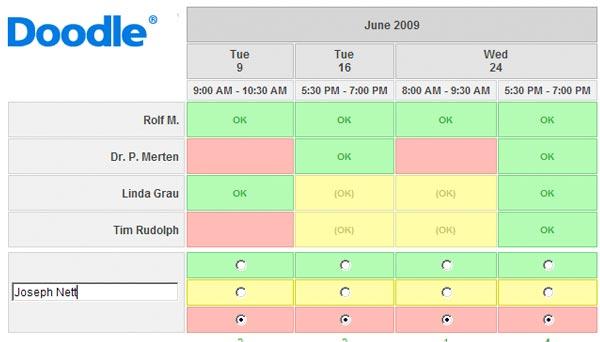 Doodle®
June 2009
Tue 9 Tue 16 Wed 24
9:00 AM - 10:30 AM 5:30 PM - 7:00 PM 8:00 AM - 9:30 AM 5:30 PM - 7:00 PM
Rolf M. OK OK OK OK
Dr. P. Merten OK OK
Linda Grau OK (OK) (OK) OK
Tim Rudolph (OK) (OK) OK
Joseph Nett